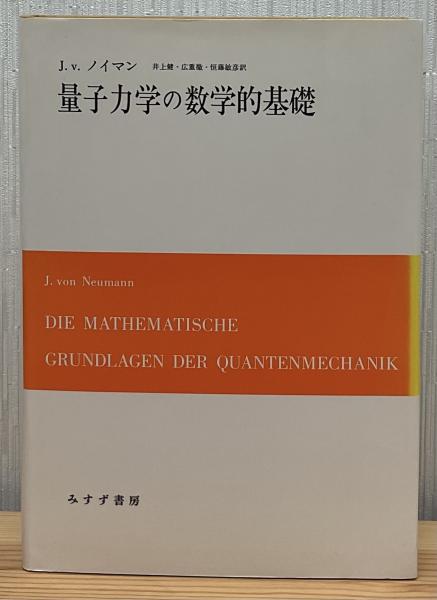 J. v. ノイマン 井上健・広重徹・恒藤敏彦訳
量子力学の数学的基礎
J. von Neumann
DIE MATHEMATISCHE
GRUNDLAGEN DER QUANTENMECHANIK
みすず書房